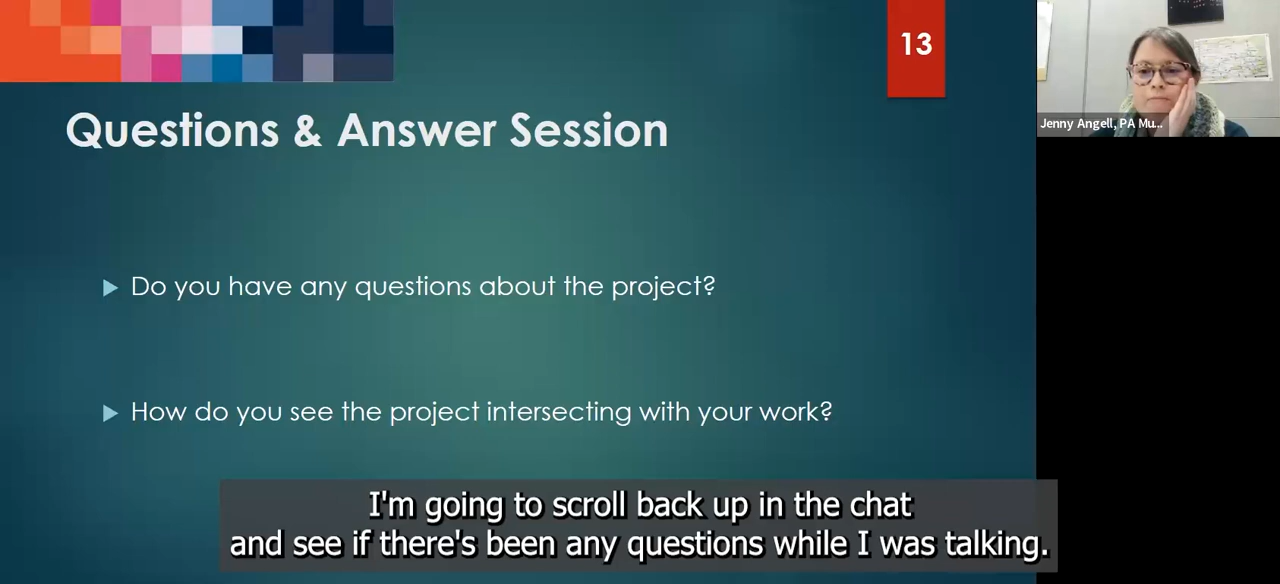 13
Questions & Answer Session
Do you have any questions about the project?
How do you see the project intersecting with your work?
I'm going to scroll back up in the chat
and see if there's been any questions while I was talking.
Jenny Angell, PA Mu...